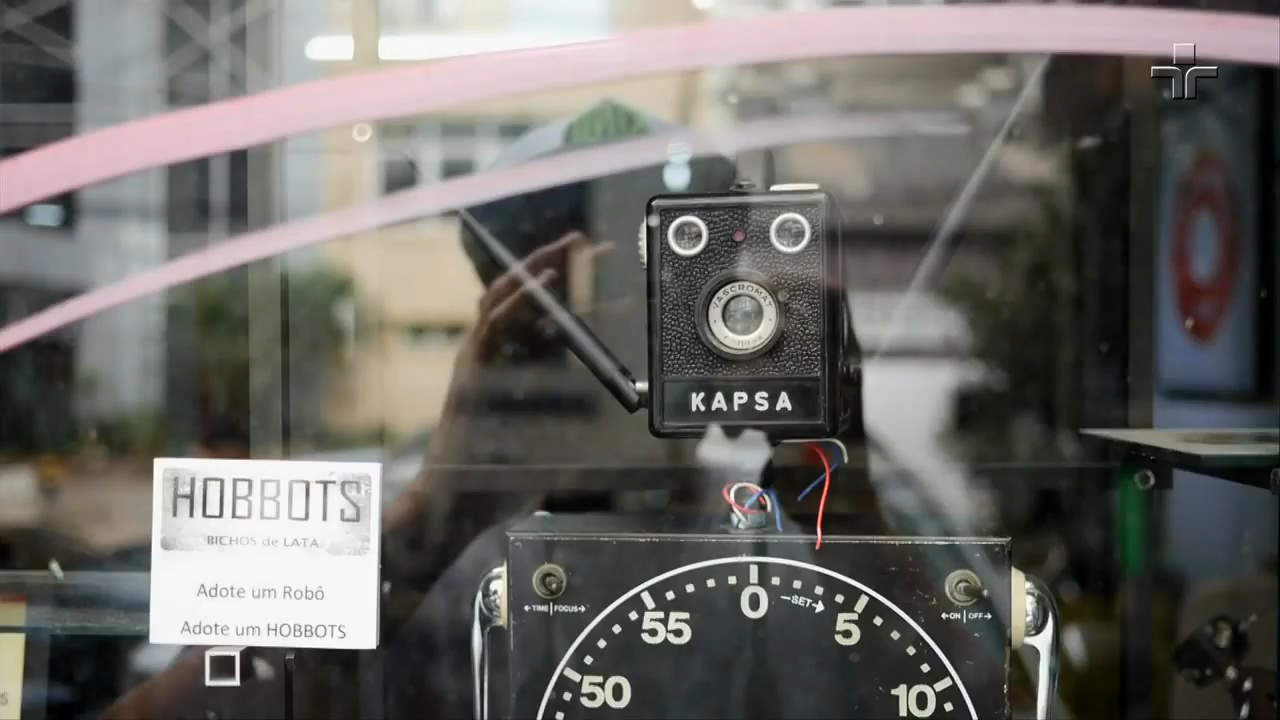 VASCROMAT
KAPSA
HOBBOTS
BICHOS de LATA
Adote um Robô
Adote um HOBBOTS
←TIME | FOCUS→
←ON | OFF→
0
—SET→
55
5
50
10